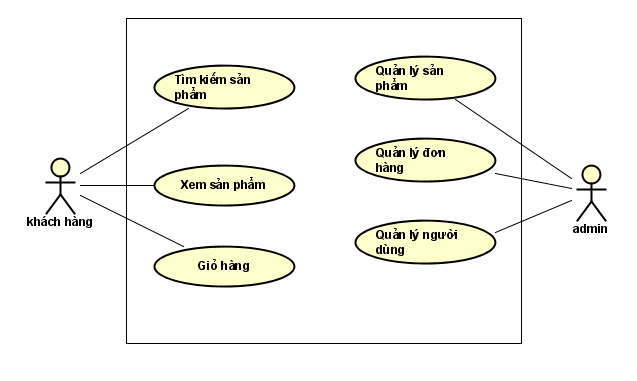 Tìm kiếm sản
phẩm
Xem sản phẩm
Giỏ hàng
khách hàng
Quản lý sản
phẩm
Quản lý đơn
hàng
Quản lý người
dùng
admin